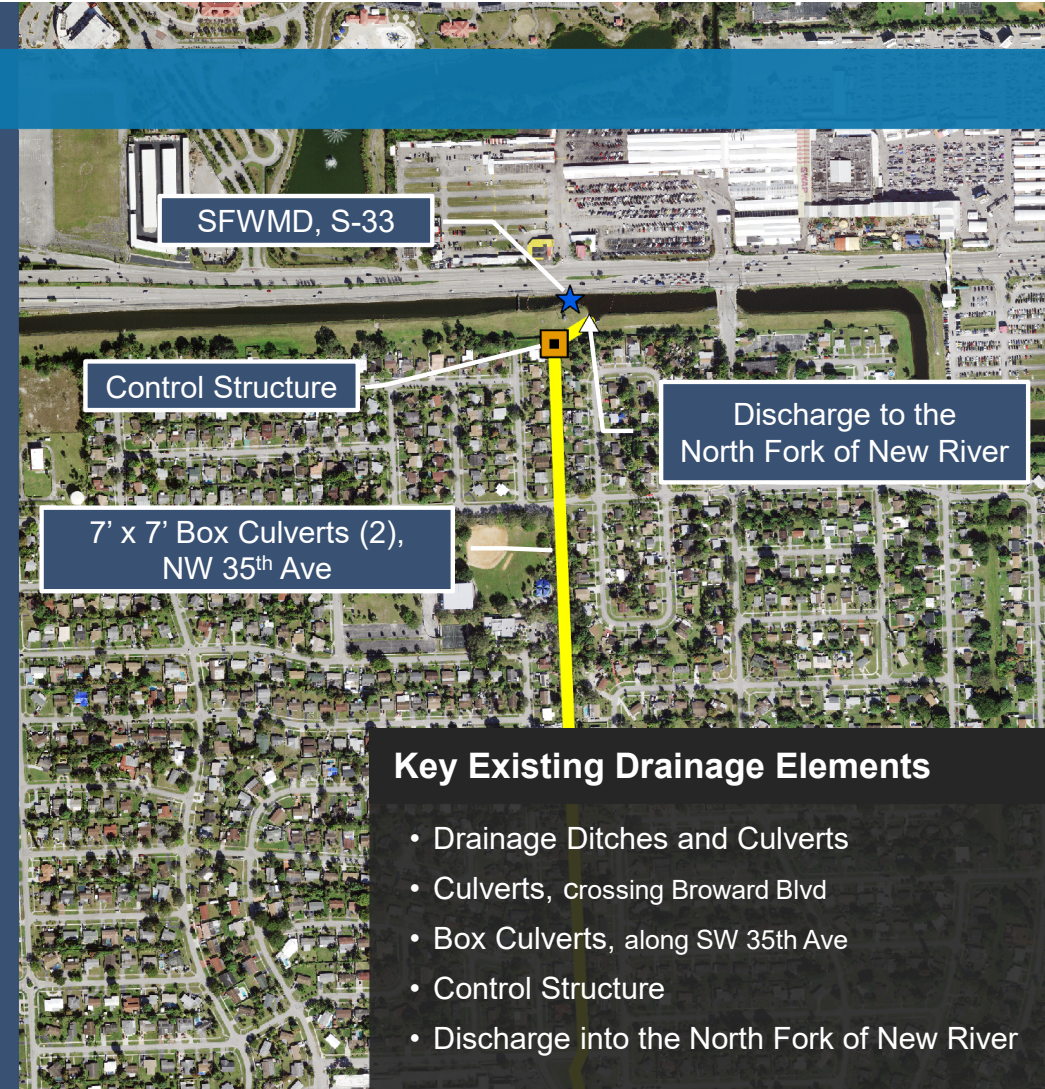 SWAP
SFWMD, S-33
Control Structure
Discharge to the
North Fork of New River
7’ x 7’ Box Culverts (2),
NW 35th Ave
Key Existing Drainage Elements
• Drainage Ditches and Culverts
• Culverts, crossing Broward Blvd
• Box Culverts, along SW 35th Ave
• Control Structure
• Discharge into the North Fork of New River